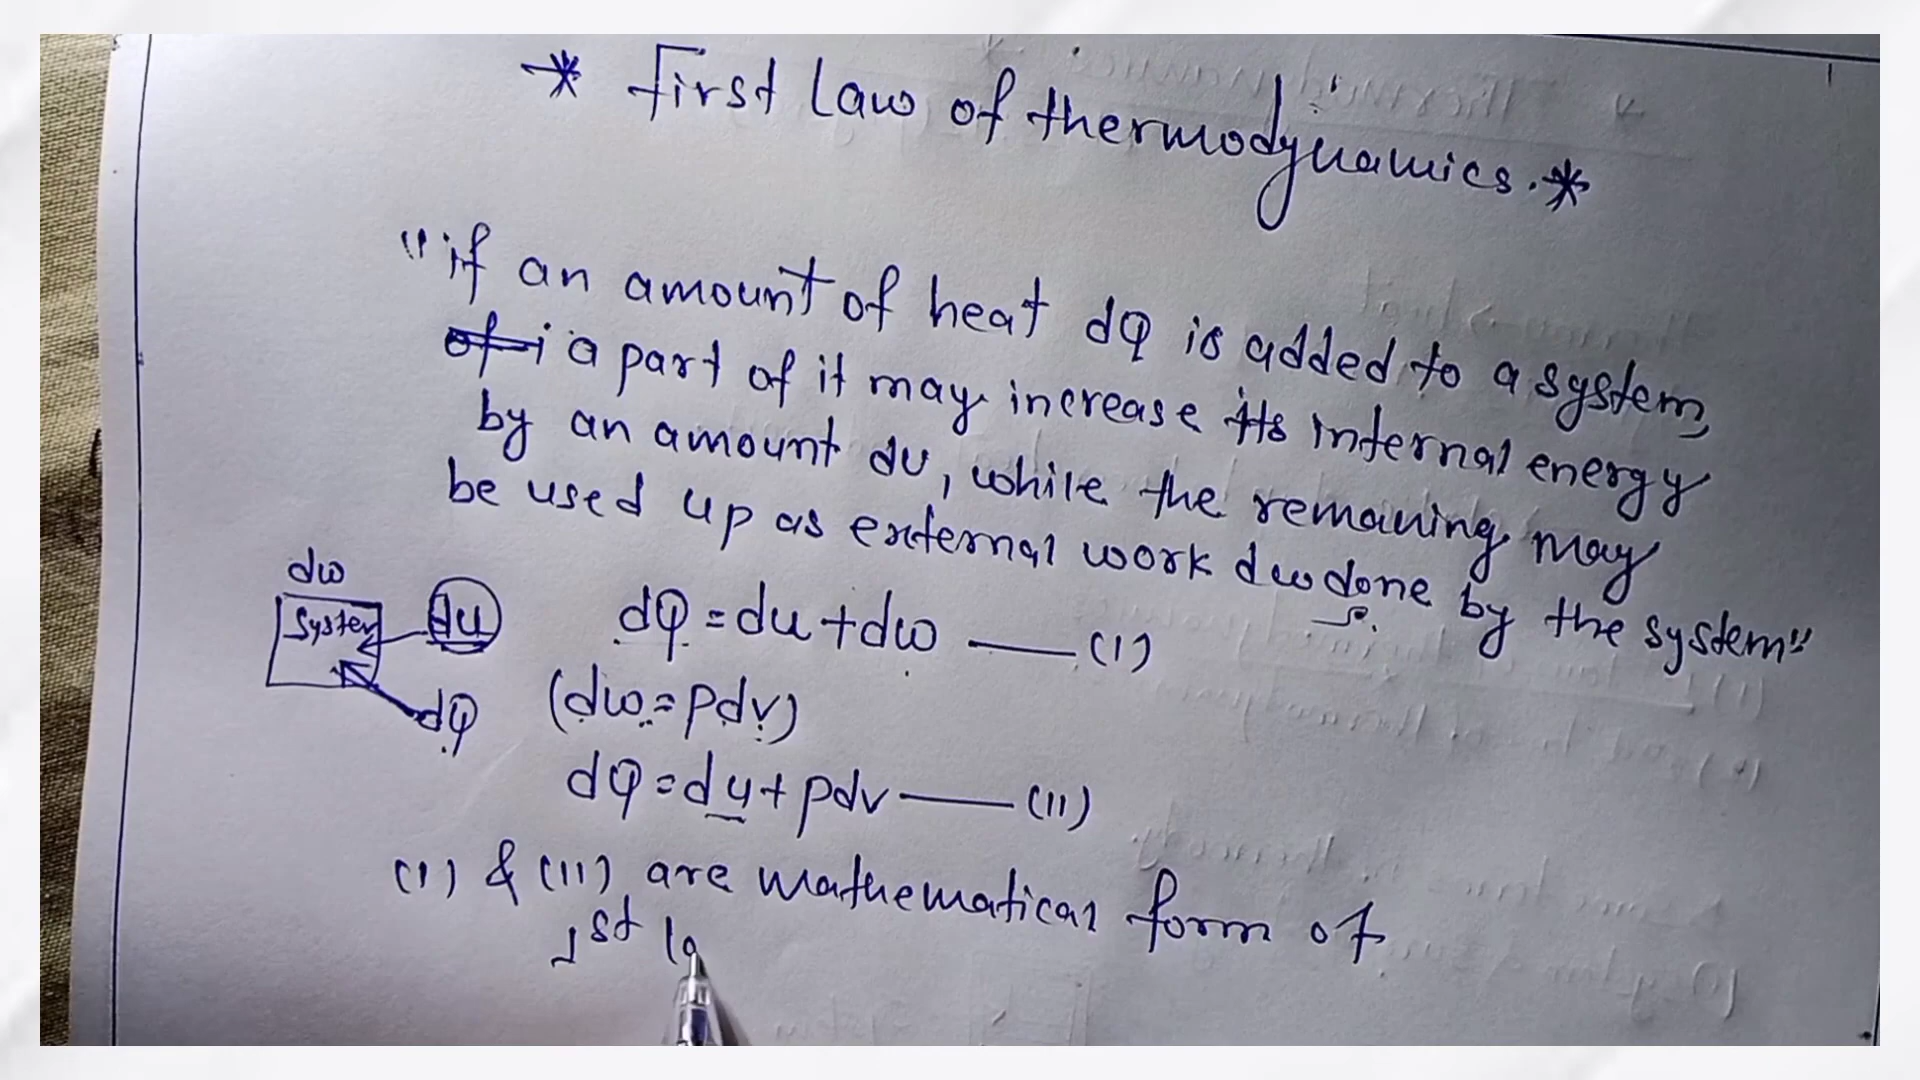 * First Law of thermodynamics.*
"if an amount of heat dQ is added to a system,
a part of it may increase its internal energy
by an amount du, while the remauing may
be used up as external work dw done by the system"
dw
System
du
dQ
dQ = du + dw —— (I)
(dw = pdv)
dQ = du + pdv —— (II)
(I) & (II) are mathematical form of
1st la